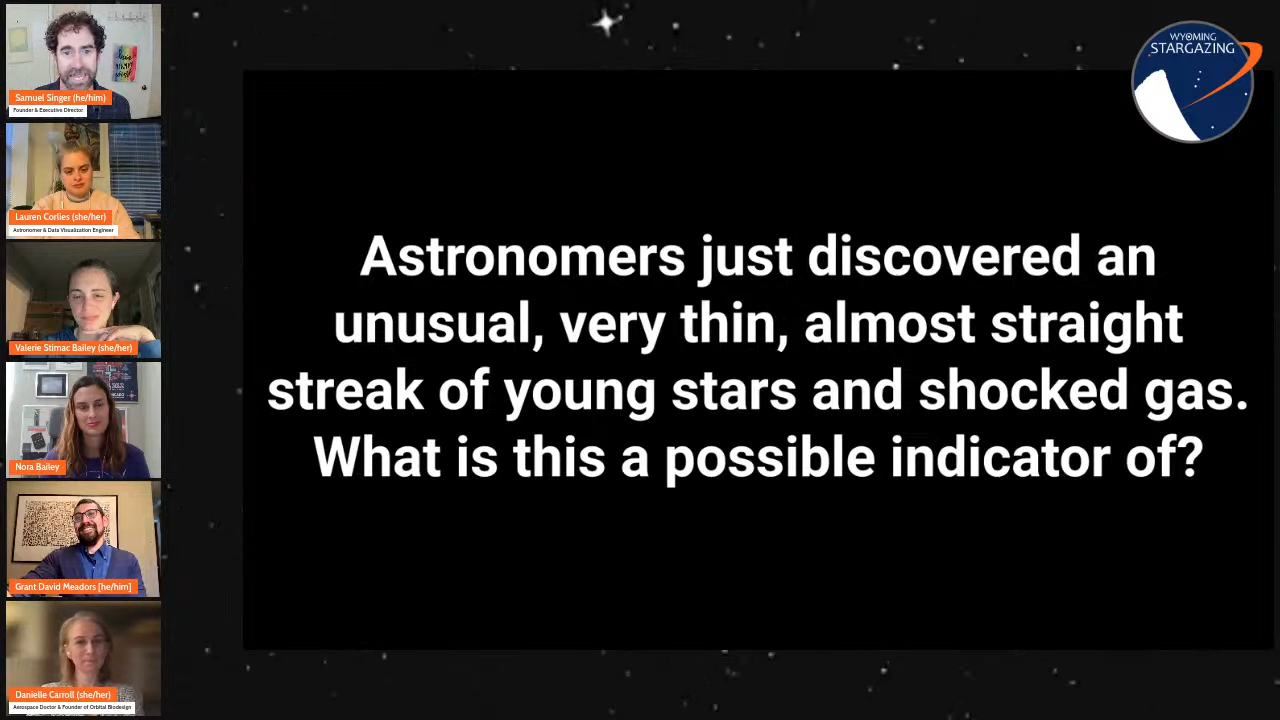 Samuel Singer (he/him)
Founder & Executive Director
Lauren Corlies (she/her)
Astronomer & Data Visualization Engineer
Valerie Stimac Bailey (she/her)
Nora Bailey
Grant David Meadors [he/him]
Danielle Carroll (she/her)
Aerospace Doctor & Founder of Orbital Biodesign
WYOMING
STARGAZING
Astronomers just discovered an
unusual, very thin, almost straight
streak of young stars and shocked gas.
What is this a possible indicator of?